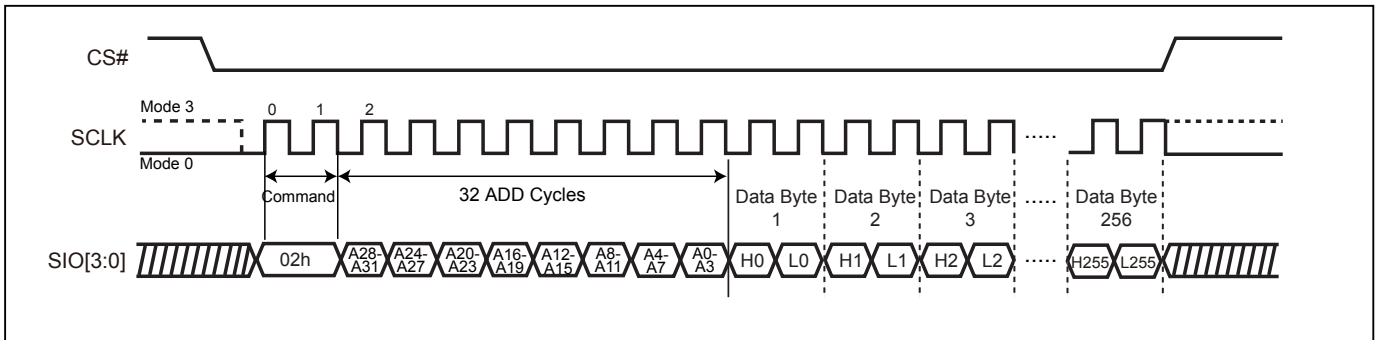 CS#
Mode 3
0 1 2
SCLK
.....
Mode 0
Command
32 ADD Cycles
Data Byte 1
Data Byte 2
Data Byte 3
.....
Data Byte 256
SIO[3:0]
02h
A28-A31
A24-A27
A20-A23
A16-A19
A12-A15
A8-A11
A4-A7
A0-A3
H0
L0
H1
L1
H2
L2
.....
H255
L255